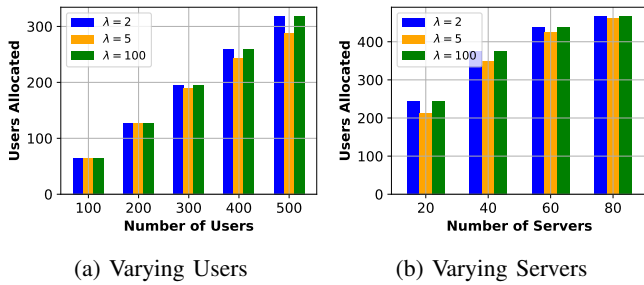 Users Allocated
300
200
100
0
λ = 2
λ = 5
λ = 100
100 200 300 400 500
Number of Users
(a) Varying Users
Users Allocated
400
300
200
100
0
λ = 2
λ = 5
λ = 100
20 40 60 80
Number of Servers
(b) Varying Servers